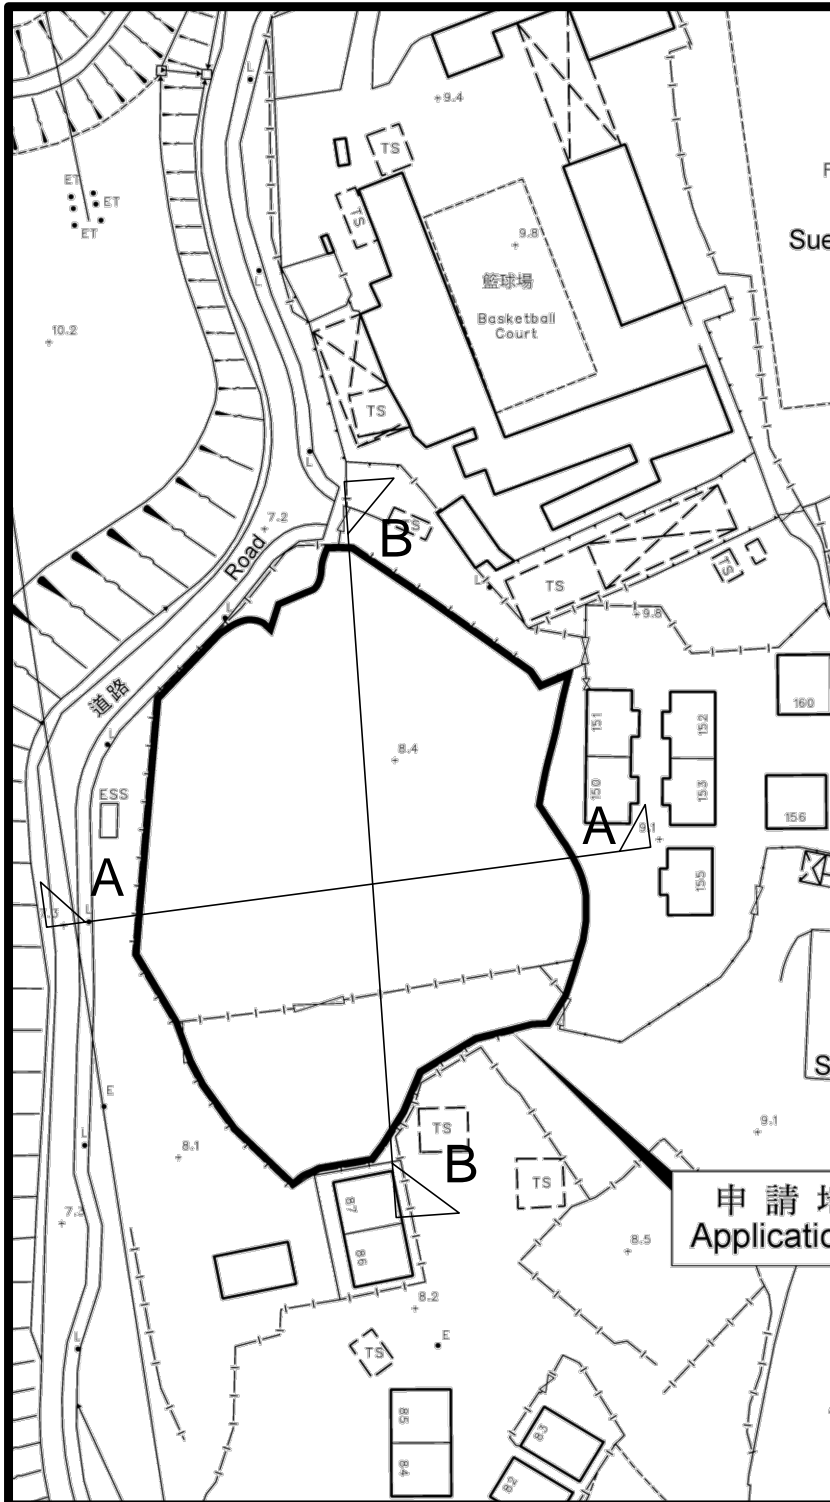 L
9.4
TS
ET
ET
ET
TS
9.8
Sue
籃球場
Basketball
Court
10.2
TS
L
L
7.2
B
TS
Road
L
TS
TS
L
9.8
道路
151
152
160
L
8.4
ESS
150
153
156
A
9.1
A
155
7.3
L
E
9.1
TS
L
8.1
B
TS
87
申請場
Applicatio
7.3
8.5
86
8.2
L
TS
E
85
83
84
82